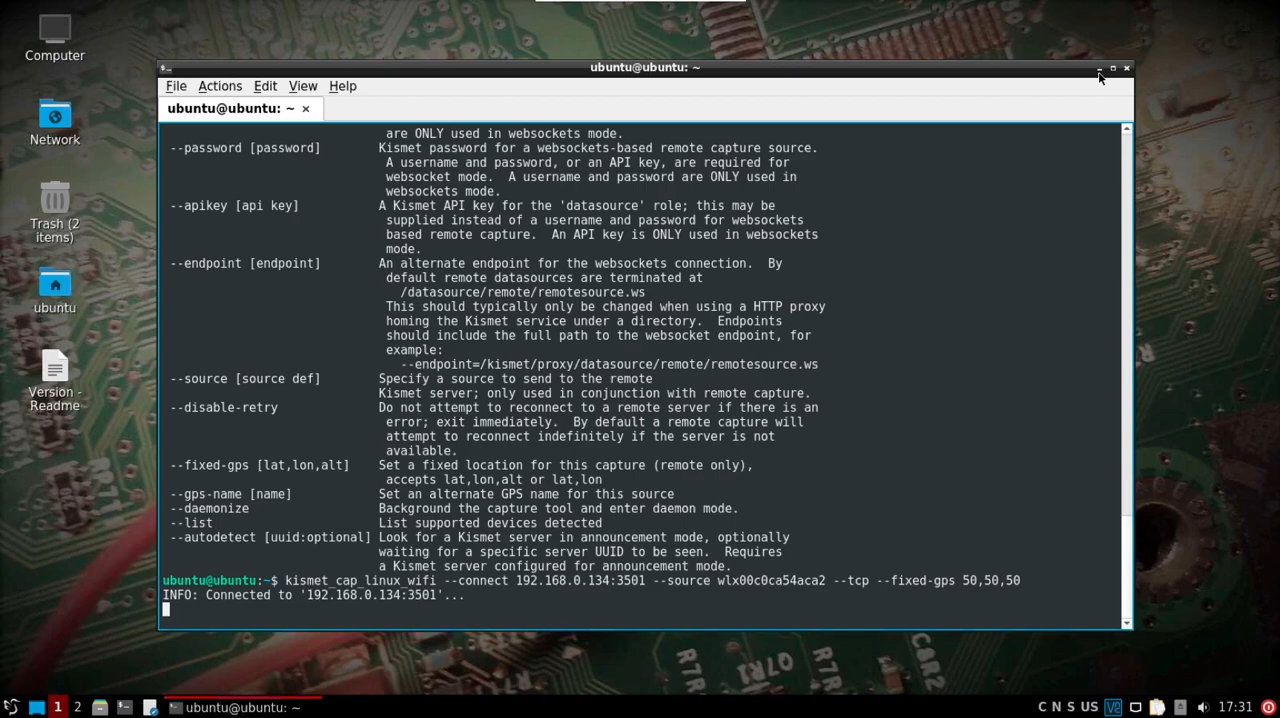 Computer
Network
Trash (2
items)
ubuntu
Version -
Readme
ubuntu@ubuntu: ~
File Actions Edit View Help
ubuntu@ubuntu: ~
are ONLY used in websockets mode.
--password [password] Kismet password for a websockets-based remote capture source.
A username and password, or an API key, are required for
websocket mode. A username and password are ONLY used in
websockets mode.
--apikey [api key] A Kismet API key for the 'datasource' role; this may be
supplied instead of a username and password for websockets
based remote capture. An API key is ONLY used in websockets
mode.
--endpoint [endpoint] An alternate endpoint for the websockets connection. By
default remote datasources are terminated at
/datasource/remote/remotesource.ws
This should typically only be changed when using a HTTP proxy
homing the Kismet service under a directory. Endpoints
should include the full path to the websocket endpoint, for
example:
--endpoint=/kismet/proxy/datasource/remote/remotesource.ws
--source [source def] Specify a source to send to the remote
Kismet server; only used in conjunction with remote capture.
--disable-retry Do not attempt to reconnect to a remote server if there is an
error; exit immediately. By default a remote capture will
attempt to reconnect indefinitely if the server is not
available.
--fixed-gps [lat,lon,alt] Set a fixed location for this capture (remote only),
accepts lat,lon,alt or lat,lon
--gps-name [name] Set an alternate GPS name for this source
--daemonize Background the capture tool and enter daemon mode.
--list List supported devices detected
--autodetect [uuid:optional] Look for a Kismet server in announcement mode, optionally
waiting for a specific server UUID to be seen. Requires
a Kismet server configured for announcement mode.
ubuntu@ubuntu:~$ kismet_cap_linux_wifi --connect 192.168.0.134:3501 --source wlx00c0ca54aca2 --tcp --fixed-gps 50,50,50
INFO: Connected to '192.168.0.134:3501'...
1 2 ubuntu@ubuntu: ~ C N S US 17:31